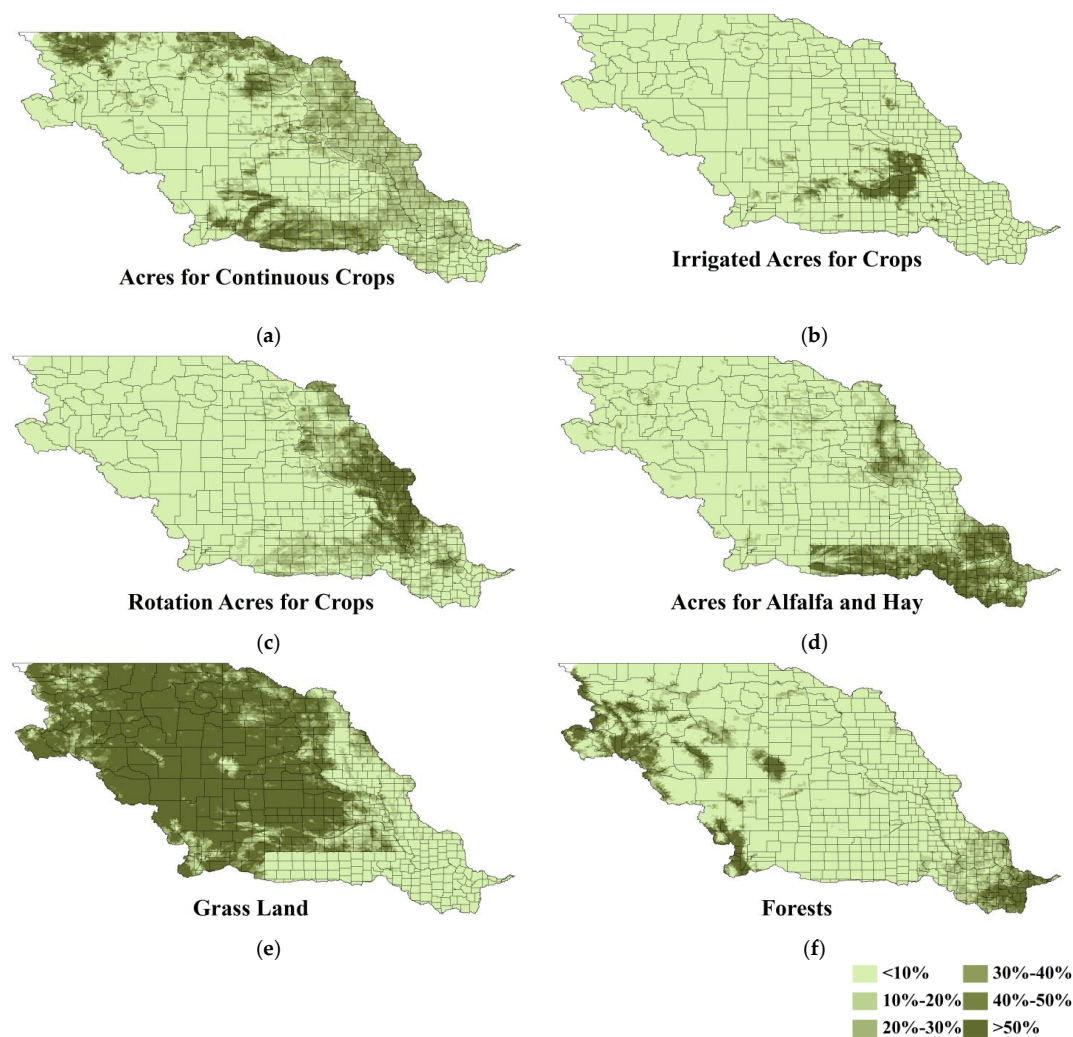 Acres for Continuous Crops
Irrigated Acres for Crops
(a)
(b)
Rotation Acres for Crops
Acres for Alfalfa and Hay
(c)
(d)
Grass Land
Forests
(e)
(f)
<10%
30%-40%
10%-20%
40%-50%
20%-30%
>50%